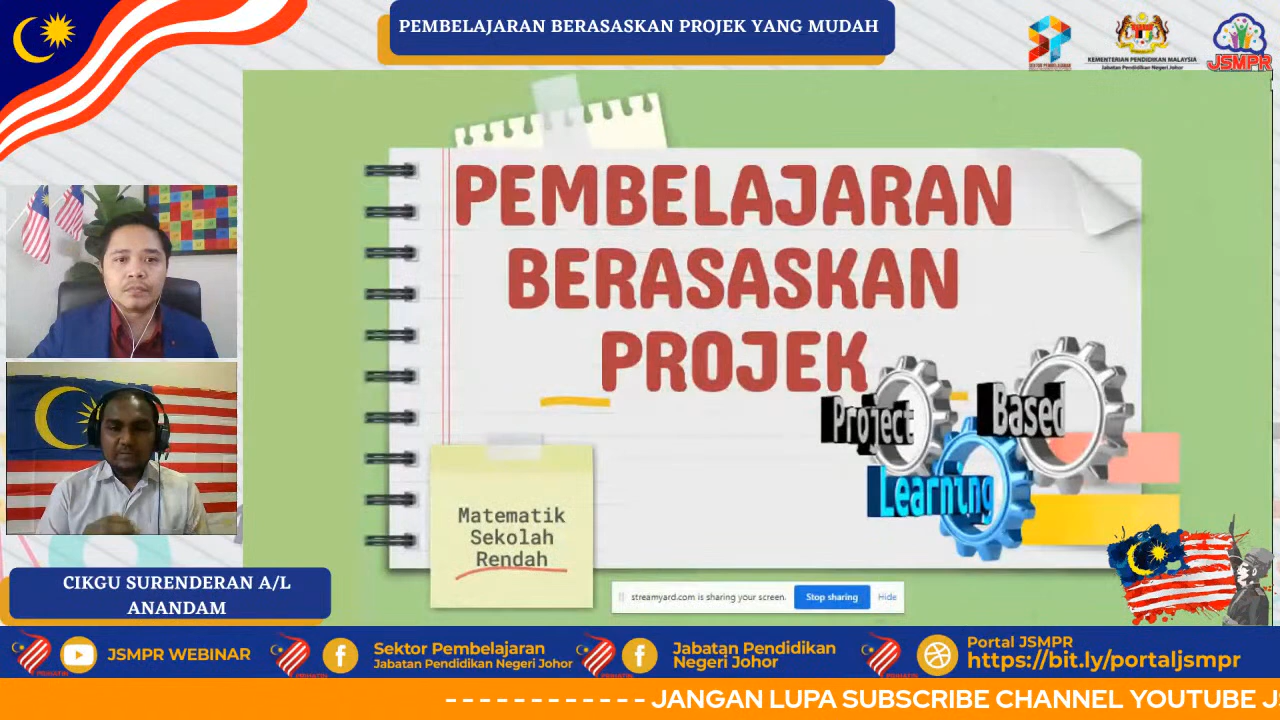 PEMBELAJARAN BERASASKAN PROJEK YANG MUDAH
KEMENTERIAN PENDIDIKAN MALAYSIA
Jabatan Pendidikan Negeri Johor
JSMPR
PEMBELAJARAN
BERASASKAN
PROJEK
Project
Based
Learning
Matematik
Sekolah
Rendah
streamyard.com is sharing your screen.
Stop sharing
Hide
CIKGU SURENDERAN A/L
ANANDAM
JSMPR WEBINAR
Sektor Pembelajaran
Jabatan Pendidikan Negeri Johor
Jabatan Pendidikan
Negeri Johor
Portal JSMPR
https://bit.ly/portaljsmpr
- - - - - - - - - - - - JANGAN LUPA SUBSCRIBE CHANNEL YOUTUBE JS